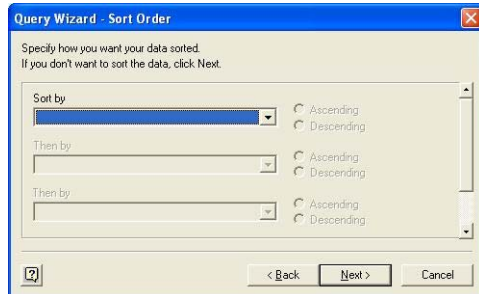 Query Wizard - Sort Order
Specify how you want your data sorted.
If you don't want to sort the data, click Next.
Sort by
Ascending
Descending
Then by
Ascending
Descending
Then by
Ascending
Descending
?
< Back
Next >
Cancel